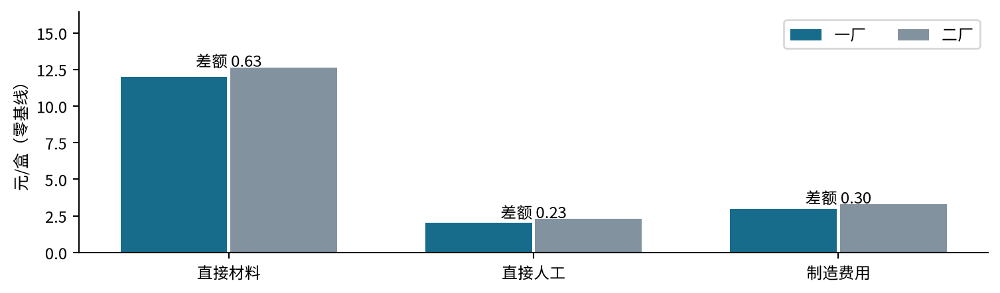 元/盒（零基线）
15.0
12.5
10.0
7.5
5.0
2.5
0.0
一厂
二厂
差额 0.63
差额 0.23
差额 0.30
直接材料
直接人工
制造费用